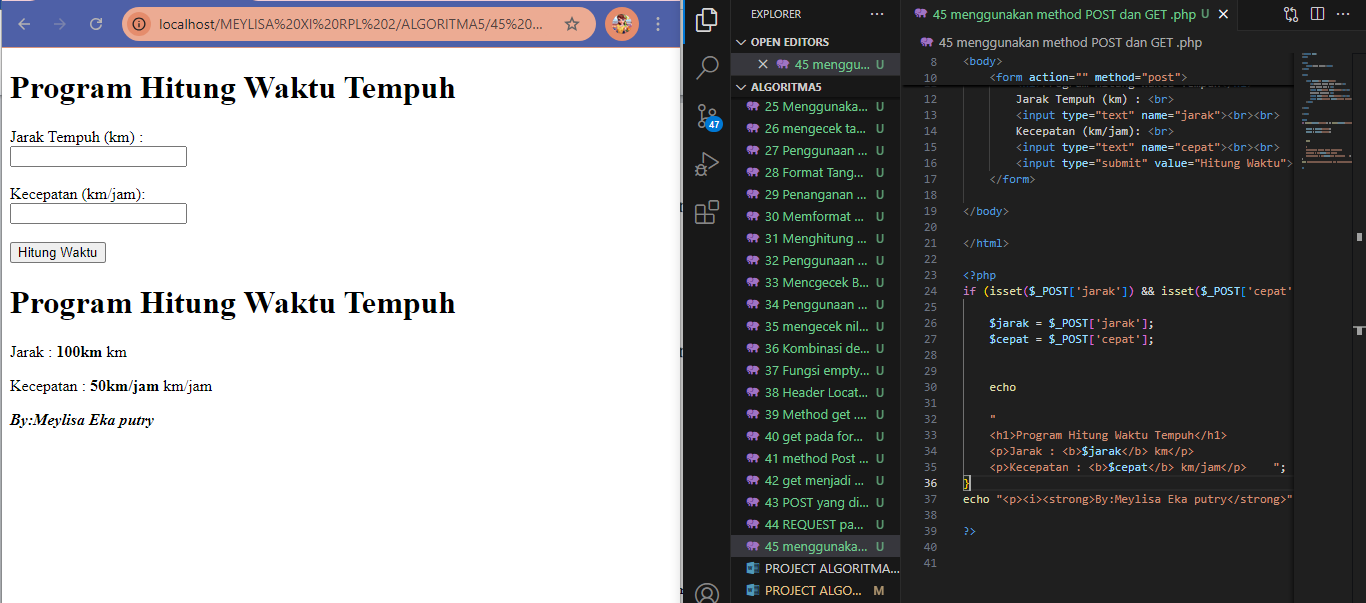 localhost/MEYLISA%20XI%20RPL%202/ALGORITMA5/45%20...
Program Hitung Waktu Tempuh
Jarak Tempuh (km) :
Kecepatan (km/jam):
Hitung Waktu
Program Hitung Waktu Tempuh
Jarak : 100km km
Kecepatan : 50km/jam km/jam
By:Meylisa Eka putry
47
EXPLORER ...
OPEN EDITORS
45 menggu... U
ALGORITMA5
25 Menggunaka... U
26 mengecek ta... U
27 Penggunaan ... U
28 Format Tang... U
29 Penanganan ... U
30 Memformat ... U
31 Menghitung ... U
32 Penggunaan ... U
33 Mencgecek B... U
34 Penggunaan ... U
35 mengecek nil... U
36 Kombinasi de... U
37 Fungsi empty... U
38 Header Locat... U
39 Method get .... U
40 get pada for... U
41 method Post ... U
42 get menjadi ... U
43 POST yang di... U
44 REQUEST pa... U
45 menggunaka... U
PROJECT ALGORITMA...
PROJECT ALGO... M
45 menggunakan method POST dan GET .php U
45 menggunakan method POST dan GET .php
8 <body>
10 <form action="" method="post">
12 Jarak Tempuh (km) : <br>
13 <input type="text" name="jarak"><br><br>
14 Kecepatan (km/jam): <br>
15 <input type="text" name="cepat"><br><br>
16 <input type="submit" value="Hitung Waktu">
17 </form>
18
19 </body>
20
21 </html>
22
23 <?php
24 if (isset($_POST['jarak']) && isset($_POST['cepat'
25
26 $jarak = $_POST['jarak'];
27 $cepat = $_POST['cepat'];
28
29
30 echo
31
32 "
33 <h1>Program Hitung Waktu Tempuh</h1>
34 <p>Jarak : <b>$jarak</b> km</p>
35 <p>Kecepatan : <b>$cepat</b> km/jam</p> ";
36 }
37 echo "<p><i><strong>By:Meylisa Eka putry</strong>"
38
39 ?>
40
41